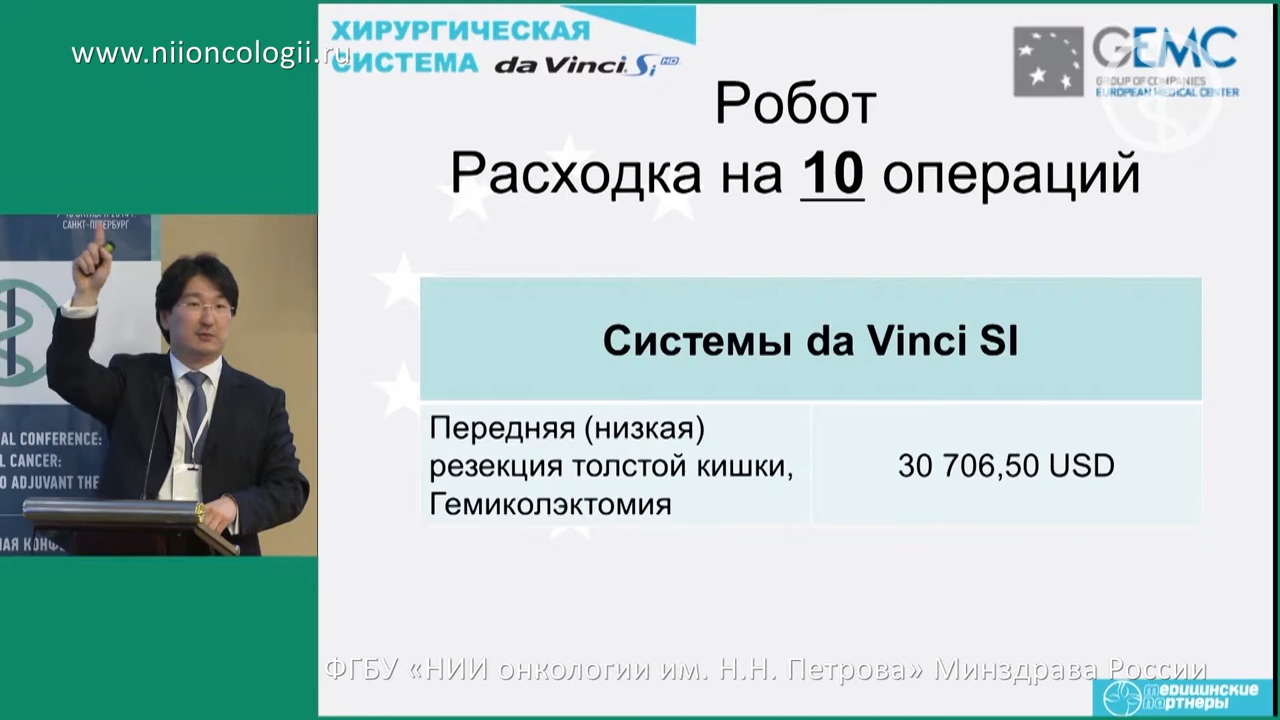 www.niioncologii.ru
ХИРУРГИЧЕСКАЯ
СИСТЕМА da Vinci Si HD
GEMC
GROUP OF COMPANIES
EUROPEAN MEDICAL CENTER
Робот
Расходка на 10 операций
САНКТ-ПЕТЕРБУРГ
Системы da Vinci SI
Передняя (низкая)
резекция толстой кишки,
Гемиколэктомия
30 706,50 USD
AL CONFERENCE:
L CANCER:
O ADJUVANT THE
НАЯ КОНФ
ФГБУ «НИИ онкологии им. Н.Н. Петрова» Минздрава России
медицинские
партнеры